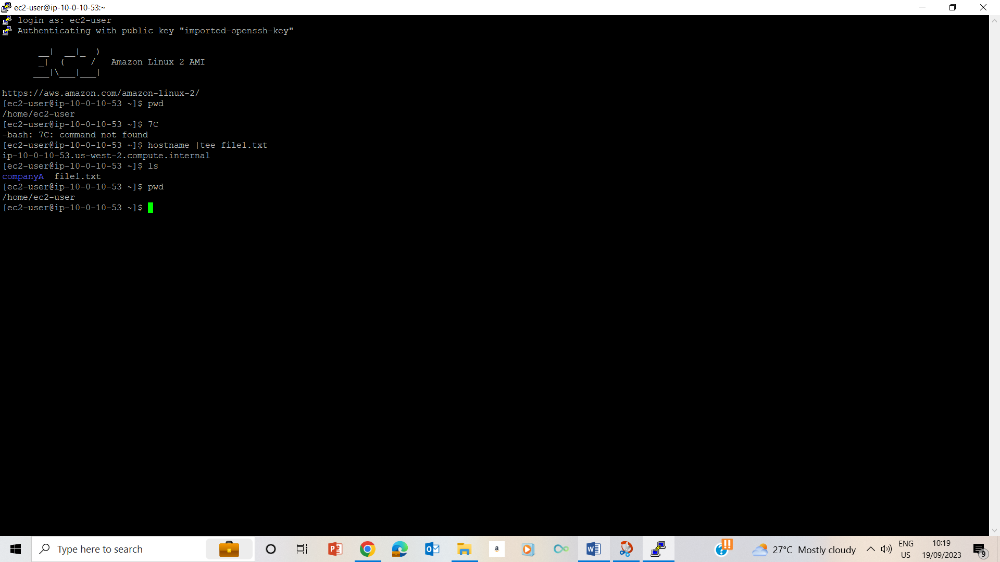 ec2-user@ip-10-0-10-53:~
login as: ec2-user
Authenticating with public key "imported-openssh-key"
__|  __|_  )
_|  (     /   Amazon Linux 2 AMI
___|\___|___|
https://aws.amazon.com/amazon-linux-2/
[ec2-user@ip-10-0-10-53 ~]$ pwd
/home/ec2-user
[ec2-user@ip-10-0-10-53 ~]$ 7C
-bash: 7C: command not found
[ec2-user@ip-10-0-10-53 ~]$ hostname |tee file1.txt
ip-10-0-10-53.us-west-2.compute.internal
[ec2-user@ip-10-0-10-53 ~]$ ls
companyA  file1.txt
[ec2-user@ip-10-0-10-53 ~]$ pwd
/home/ec2-user
[ec2-user@ip-10-0-10-53 ~]$
Type here to search
a
27°C Mostly cloudy
ENG
US
10:19
19/09/2023
9